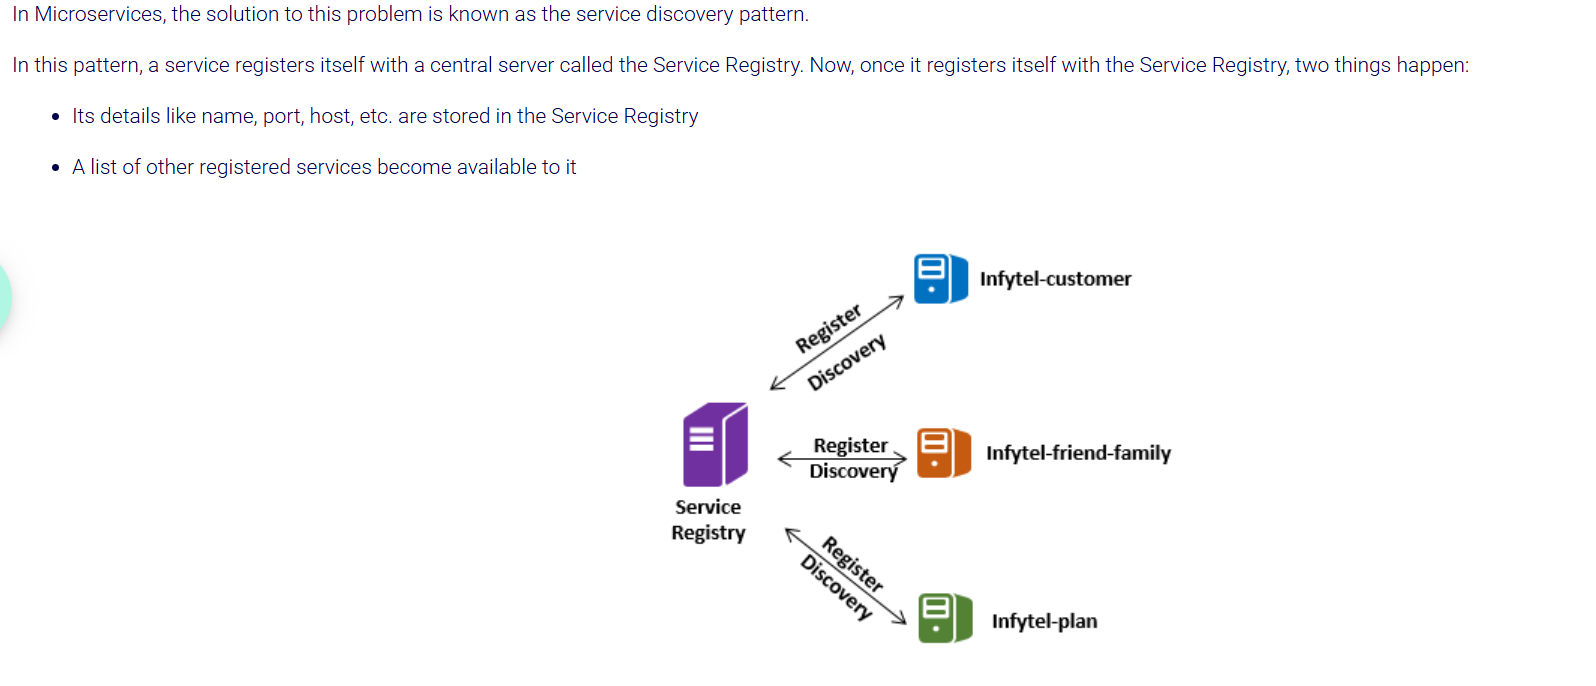 In Microservices, the solution to this problem is known as the service discovery pattern.
In this pattern, a service registers itself with a central server called the Service Registry. Now, once it registers itself with the Service Registry, two things happen:
• Its details like name, port, host, etc. are stored in the Service Registry
• A list of other registered services become available to it
Infytel-customer
Register
Discovery
Register
Discovery
Infytel-friend-family
Service
Registry
Register
Discovery
Infytel-plan